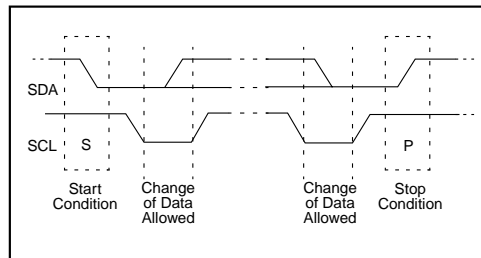 SDA
SCL
S
P
Start
Condition
Change
of Data
Allowed
Change
of Data
Allowed
Stop
Condition